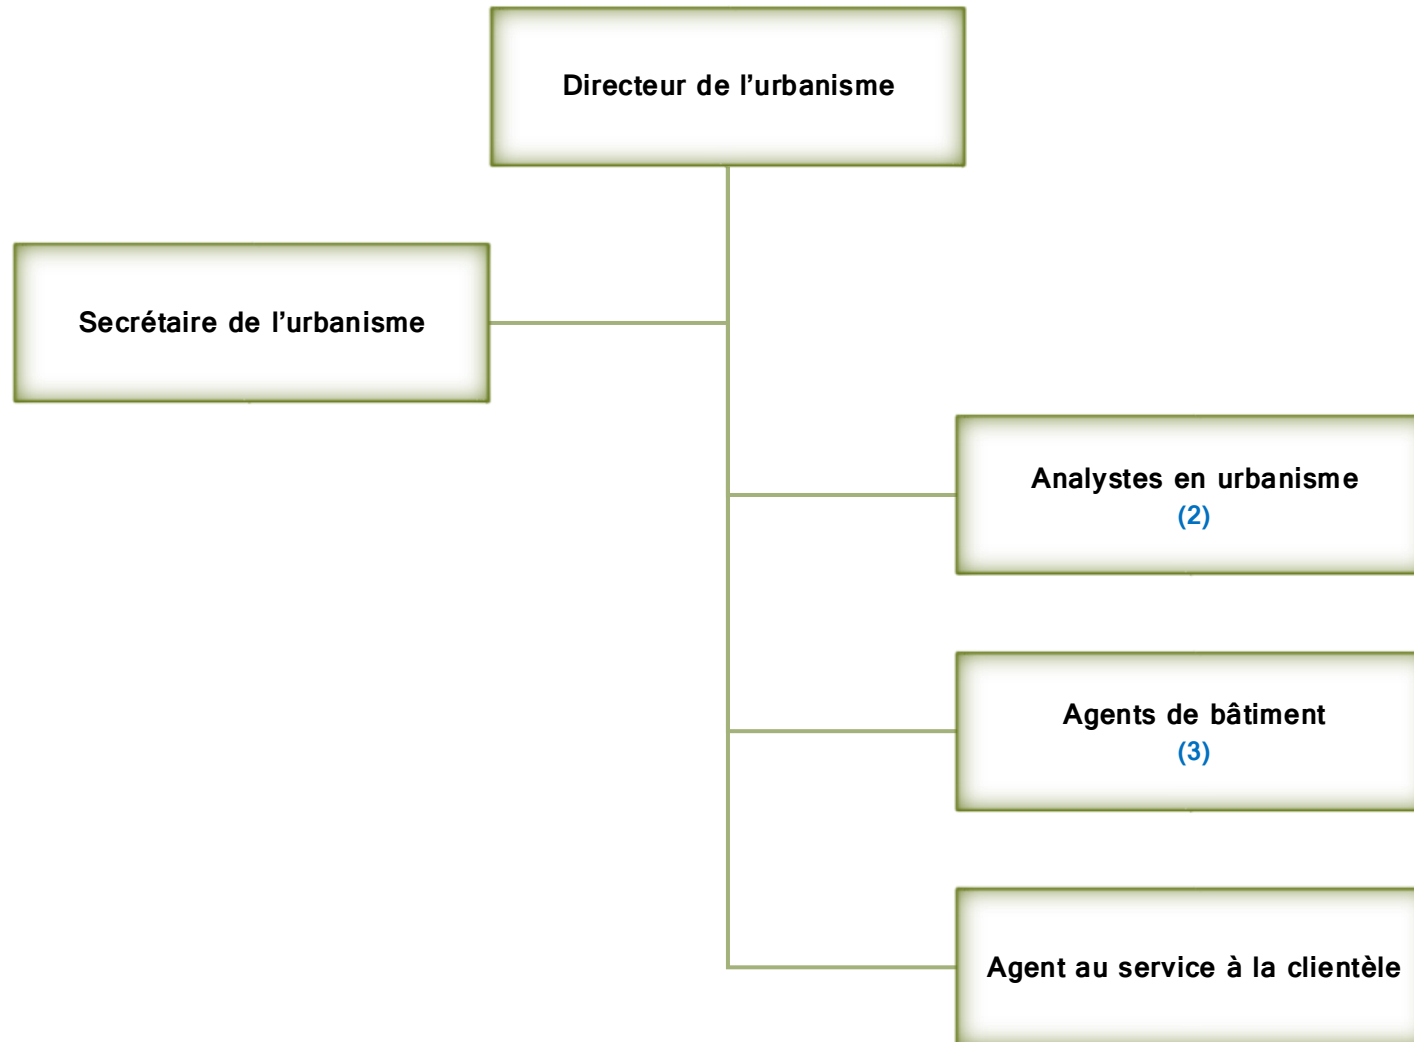 Directeur de l’urbanisme
Secrétaire de l’urbanisme
Analystes en urbanisme
(2)
Agents de bâtiment
(3)
Agent au service à la clientèle